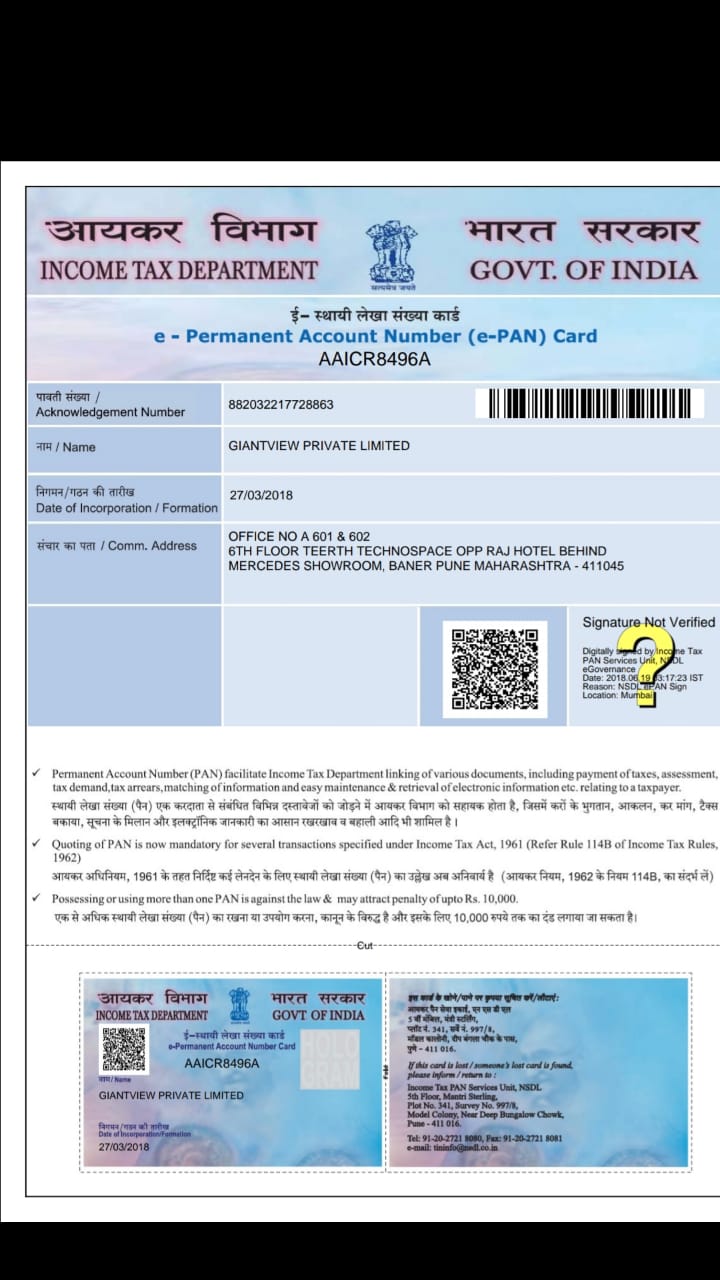 आयकर विभाग
INCOME TAX DEPARTMENT
सत्यमेव जयते
भारत सरकार
GOVT. OF INDIA
ई– स्थायी लेखा संख्या कार्ड
e - Permanent Account Number (e-PAN) Card
AAICR8496A
पावती संख्या /
Acknowledgement Number
882032217728863
नाम / Name
GIANTVIEW PRIVATE LIMITED
निगमन/गठन की तारीख
Date of Incorporation / Formation
27/03/2018
संचार का पता / Comm. Address
OFFICE NO A 601 & 602
6TH FLOOR TEERTH TECHNOSPACE OPP RAJ HOTEL BEHIND
MERCEDES SHOWROOM, BANER PUNE MAHARASHTRA - 411045
Signature Not Verified
Digitally signed by Income Tax
PAN Services Unit, NSDL
eGovernance
Date: 2018.06.19 03:17:23 IST
Reason: NSDL ePAN Sign
Location: Mumbai
✓ Permanent Account Number (PAN) facilitate Income Tax Department linking of various documents, including payment of taxes, assessment,
tax demand,tax arrears,matching of information and easy maintenance & retrieval of electronic information etc. relating to a taxpayer.
स्थायी लेखा संख्या (पैन) एक करदाता से संबंधित विभिन्न दस्तावेजों को जोड़ने में आयकर विभाग को सहायक होता है, जिसमें करों के भुगतान, आकलन, कर मांग, टैक्स
बकाया, सूचना के मिलान और इलक्ट्रॉनिक जानकारी का आसान रखरखाव व बहाली आदि भी शामिल है ।
✓ Quoting of PAN is now mandatory for several transactions specified under Income Tax Act, 1961 (Refer Rule 114B of Income Tax Rules,
1962)
आयकर अधिनियम, 1961 के तहत निर्दिष्ट कई लेनदेन के लिए स्थायी लेखा संख्या (पैन) का उल्लेख अब अनिवार्य है (आयकर नियम, 1962 के नियम 114B, का संदर्भ लें)
✓ Possessing or using more than one PAN is against the law & may attract penalty of upto Rs. 10,000.
एक से अधिक स्थायी लेखा संख्या (पैन) का रखना या उपयोग करना, कानून के विरुद्ध है और इसके लिए 10,000 रुपये तक का दंड लगाया जा सकता है।
Cut
आयकर विभाग
INCOME TAX DEPARTMENT
भारत सरकार
GOVT OF INDIA
ई–स्थायी लेखा संख्या कार्ड
e-Permanent Account Number Card
AAICR8496A
नाम/ Name
GIANTVIEW PRIVATE LIMITED
निगमन/गठन की तारीख
Date of Incorporation/Formation
27/03/2018
Fold
इस कार्ड के खोने/पाने पर कृपया सूचित करें/लौटाएं:
आयकर पैन सेवा इकाई, एन एस डी एल
5 वीं मंजिल, मंत्री स्टर्लिंग,
प्लॉट नं. 341, सर्वे नं. 997/8,
मॉडल कालोनी, दीप बंगला चौक के पास,
पुणे – 411 016.
If this card is lost / someone's lost card is found,
please inform / return to :
Income Tax PAN Services Unit, NSDL
5th Floor, Mantri Sterling,
Plot No. 341, Survey No. 997/8,
Model Colony, Near Deep Bungalow Chowk,
Pune - 411 016.
Tel: 91-20-2721 8080, Fax: 91-20-2721 8081
e-mail: tininfo@nsdl.co.in